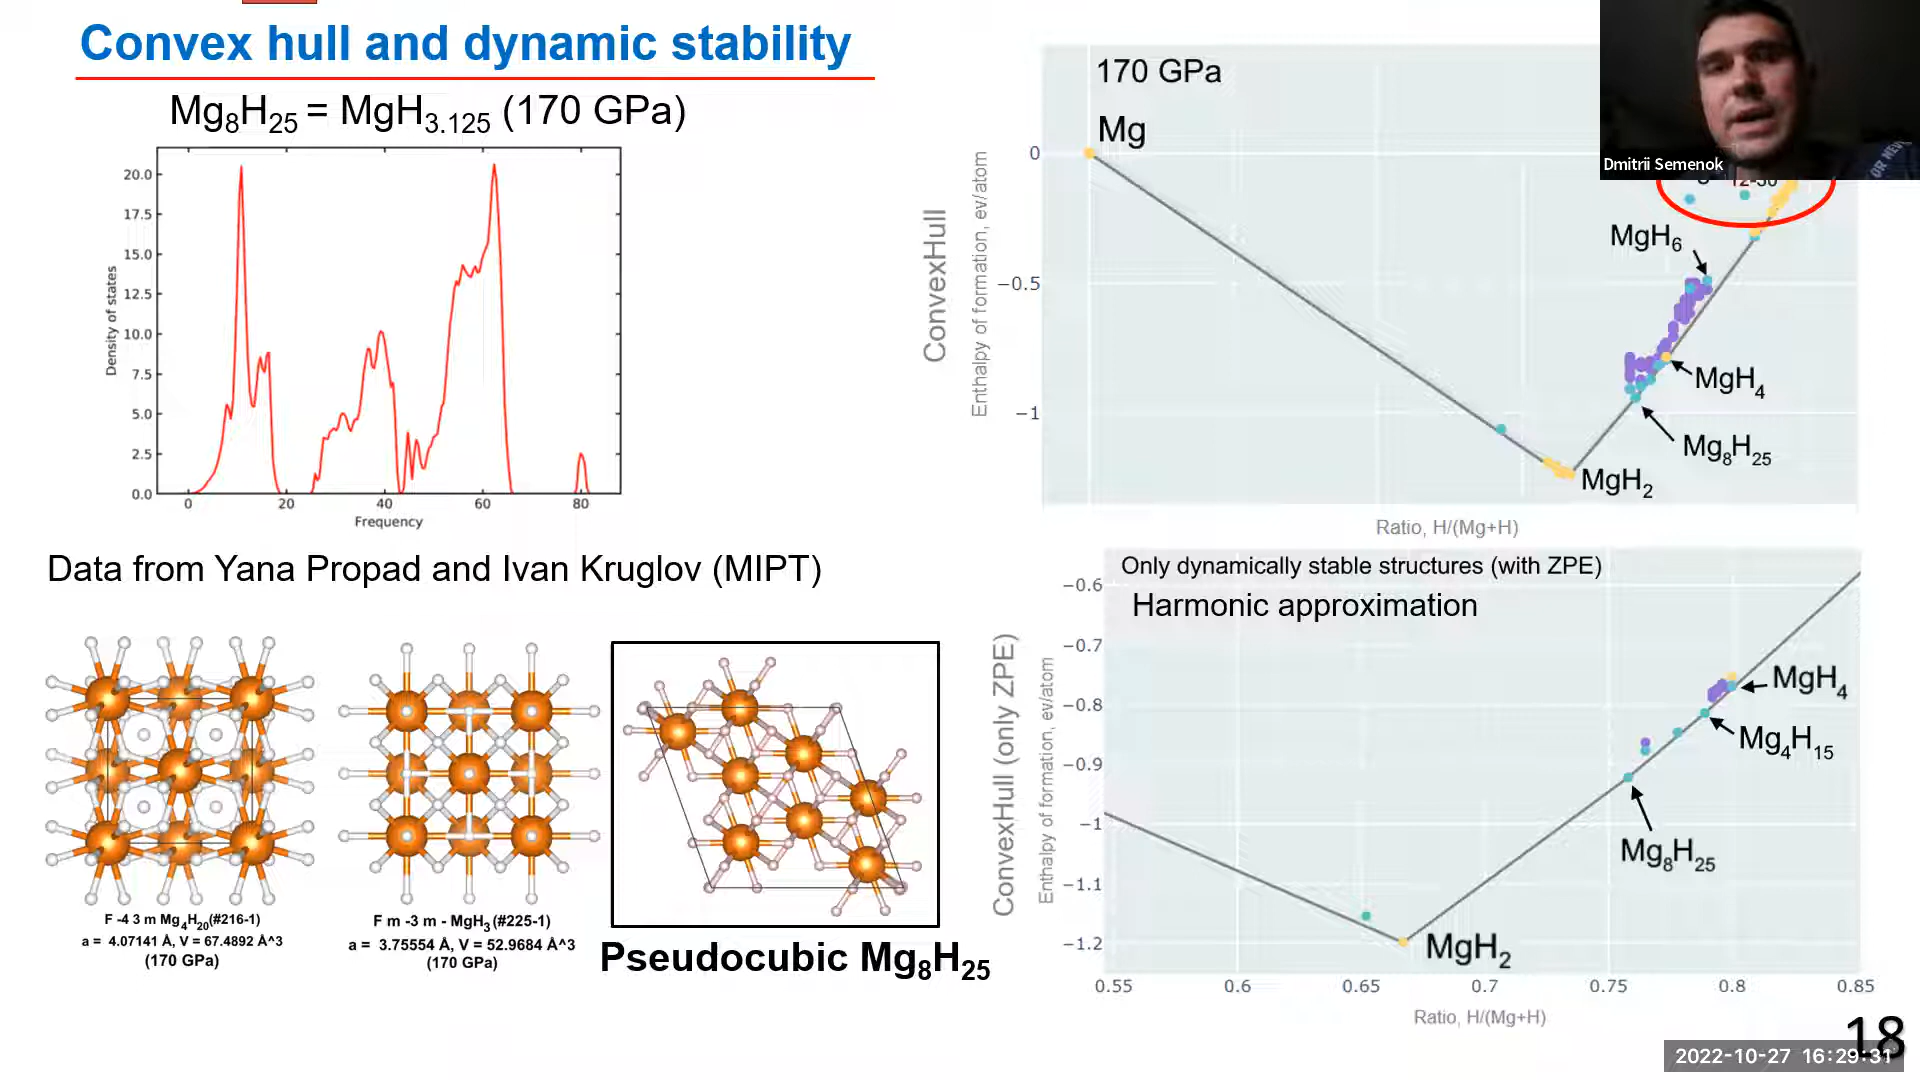 Convex hull and dynamic stability
Mg8H25 = MgH3.125 (170 GPa)
20.0
17.5
15.0
12.5
10.0
7.5
5.0
2.5
0.0
Density of states
0 20 40 60 80
Frequency
Data from Yana Propad and Ivan Kruglov (MIPT)
F -4 3 m Mg4H20(#216-1)
a = 4.07141 Å, V = 67.4892 Å^3
(170 GPa)
F m -3 m - MgH3 (#225-1)
a = 3.75554 Å, V = 52.9684 Å^3
(170 GPa)
Pseudocubic Mg8H25
170 GPa
Mg
0
−0.5
−1
ConvexHull
Enthalpy of formation, ev/atom
MgH6
MgH4
Mg8H25
MgH2
Ratio, H/(Mg+H)
Dmitrii Semenok
12-30
OR NEV
Only dynamically stable structures (with ZPE)
Harmonic approximation
−0.6
−0.7
−0.8
−0.9
−1
−1.1
−1.2
ConvexHull (only ZPE)
Enthalpy of formation, ev/atom
MgH4
Mg4H15
Mg8H25
MgH2
0.55 0.6 0.65 0.7 0.75 0.8 0.85
Ratio, H/(Mg+H)
18
2022-10-27 16:29:31